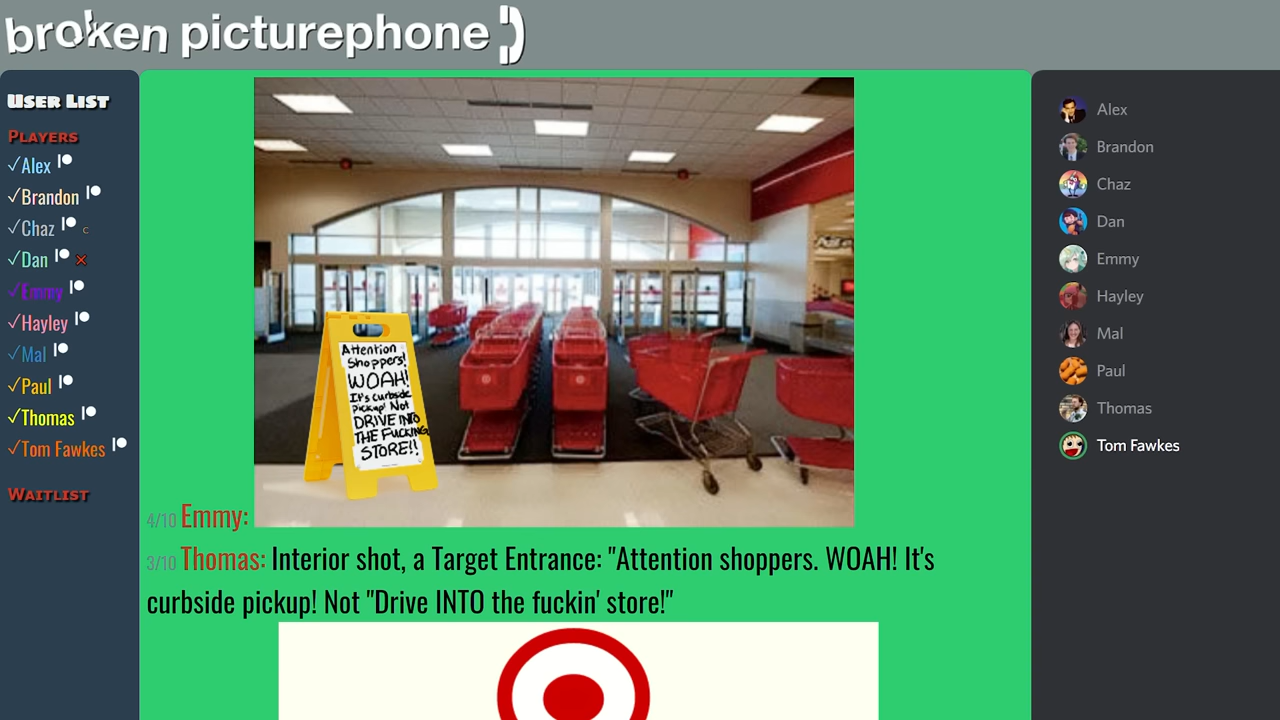 broken picturephone
User List
Players
✓Alex
✓Brandon
✓Chaz c
✓Dan
✓Emmy
✓Hayley
✓Mal
✓Paul
✓Thomas
✓Tom Fawkes
Waitlist
Attention
Shoppers!
WOAH!
It's curbside
pickup! Not
DRIVE INTO
THE FUCKING
STORE!!
4/10 Emmy:
3/10 Thomas: Interior shot, a Target Entrance: "Attention shoppers. WOAH! It's
curbside pickup! Not "Drive INTO the fuckin' store!"
Alex
Brandon
Chaz
Dan
Emmy
Hayley
Mal
Paul
Thomas
Tom Fawkes